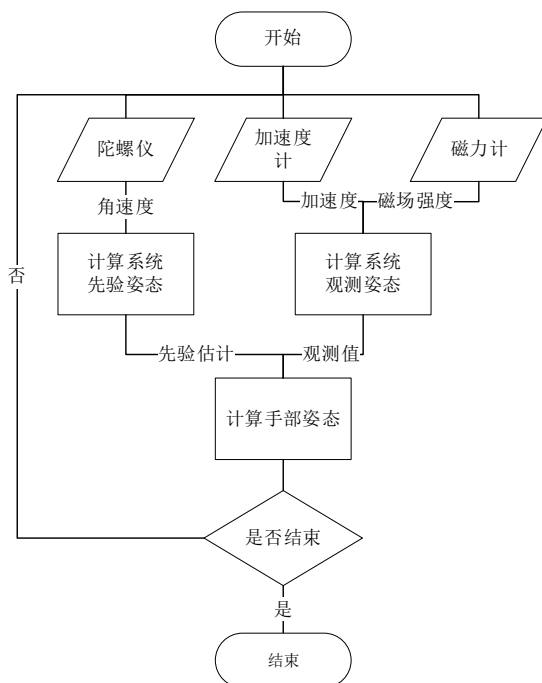 开始
陀螺仪
加速度
计
磁力计
角速度
加速度
磁场强度
否
计算系统
先验姿态
计算系统
观测姿态
先验估计
观测值
计算手部姿态
是否结束
是
结束